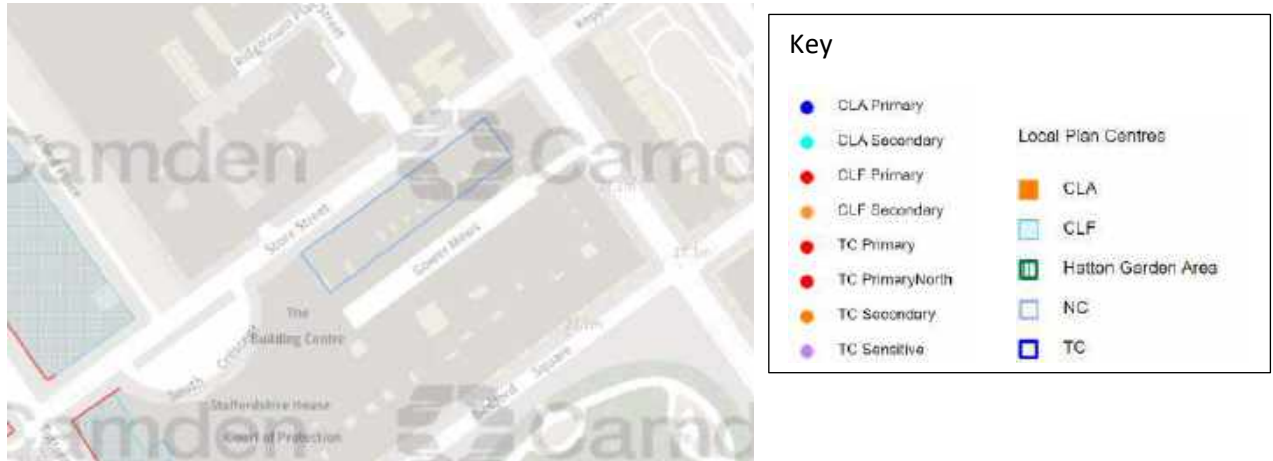 Camden
Camden
Store Street
Gower Mews
The
Building Centre
South Crescent
Staffordshire House
Court of Protection
Bedford Square
Camden
Camden
Key
CLA Primary
CLA Secondary
CLF Primary
CLF Secondary
TC Primary
TC PrimaryNorth
TC Secondary
TC Sensitive
Local Plan Centres
CLA
CLF
Hatton Garden Area
NC
TC